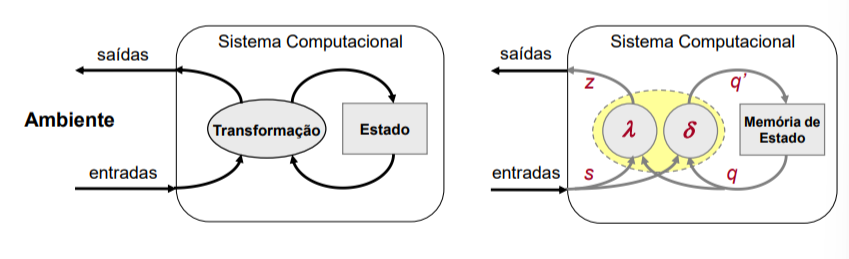 Sistema Computacional
saídas
Ambiente
Transformação
Estado
entradas
Sistema Computacional
saídas
z
q’
λ
δ
Memória de
Estado
entradas
s
q